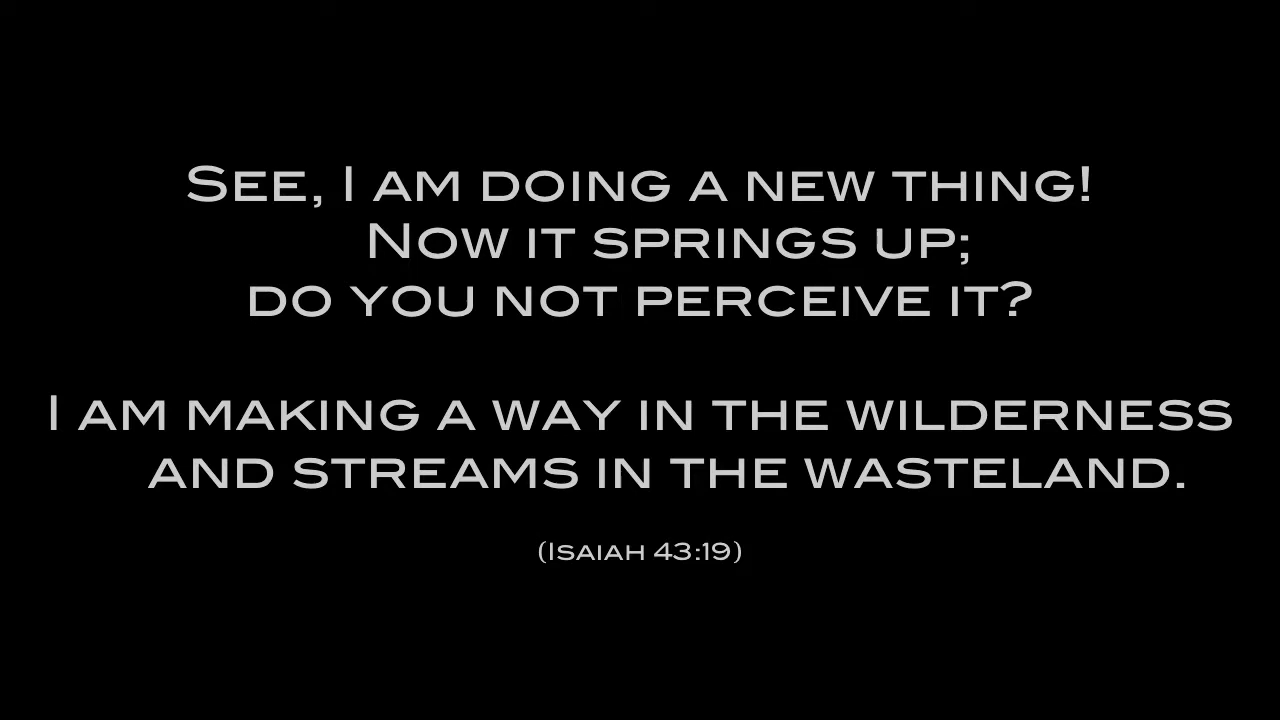 See, I am doing a new thing!
Now it springs up;
do you not perceive it?
I am making a way in the wilderness
and streams in the wasteland.
(Isaiah 43:19)